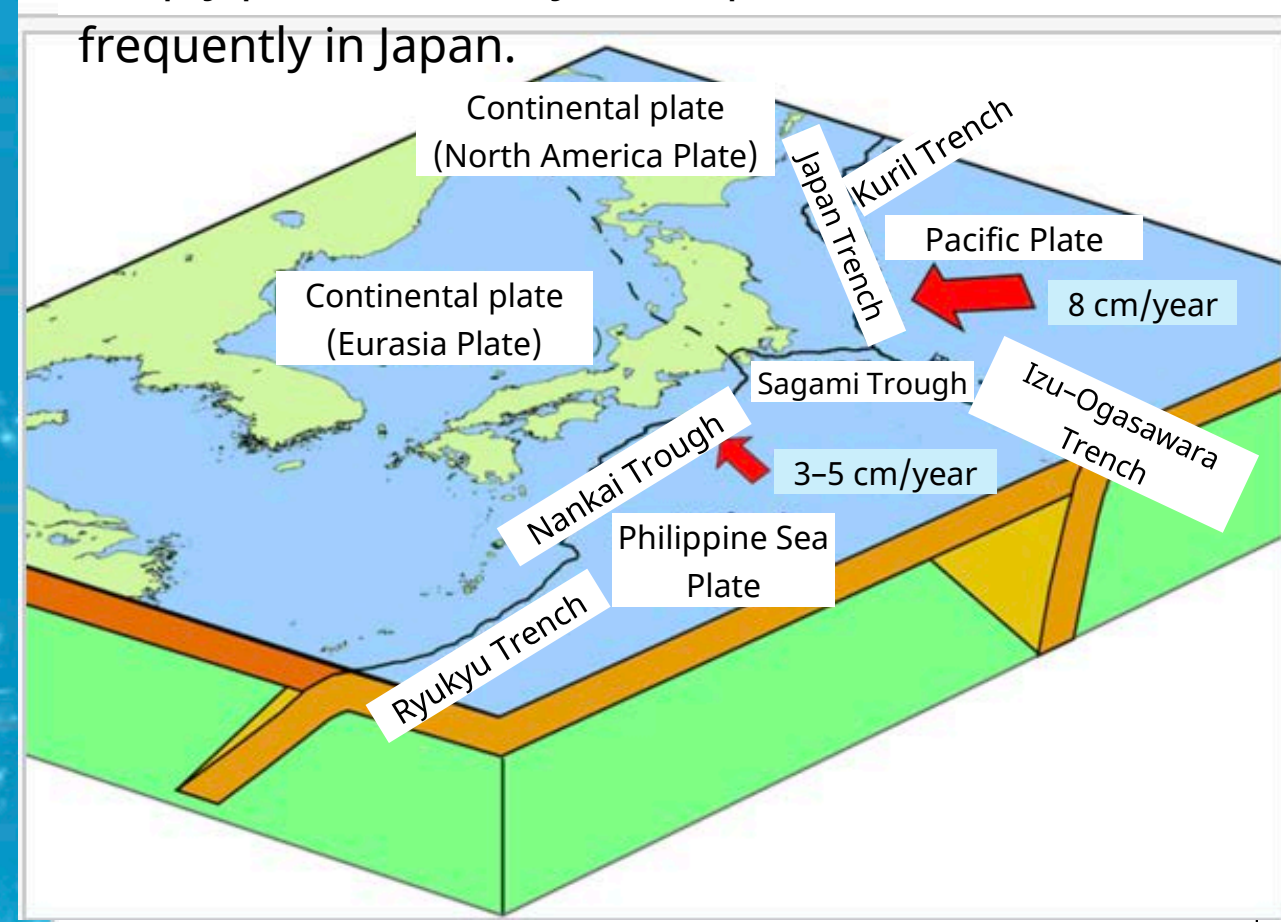 frequently in Japan.
Continental plate
(North America Plate)
Kuril Trench
Japan Trench
Pacific Plate
8 cm/year
Continental plate
(Eurasia Plate)
Sagami Trough
Izu–Ogasawara
Trench
Nankai Trough
3–5 cm/year
Philippine Sea
Plate
Ryukyu Trench